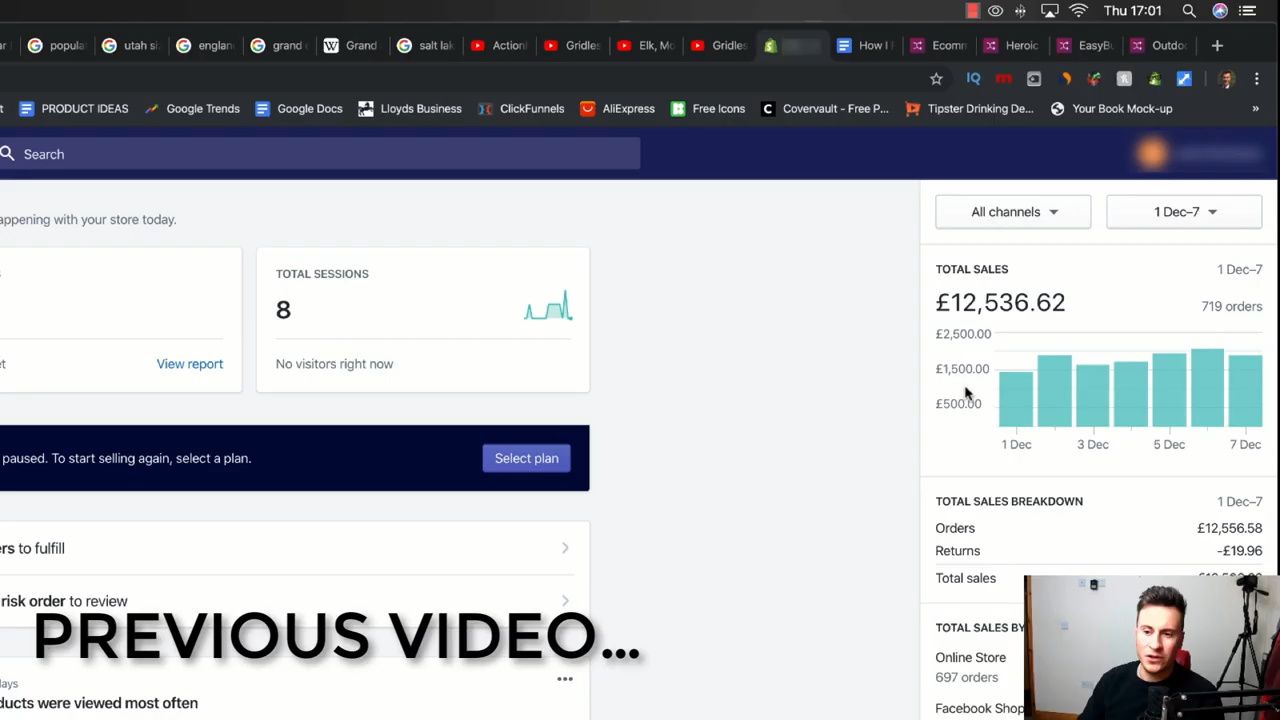 Thu 17:01
popula
utah si
englan
grand
Grand
salt lak
Action
Gridles
Elk, Mo
Gridles
How I
Ecomn
Heroic
EasyBu
Outdo
PRODUCT IDEAS
Google Trends
Google Docs
Lloyds Business
ClickFunnels
AliExpress
Free Icons
Covervault - Free P...
Tipster Drinking De...
Your Book Mock-up
Search
appening with your store today.
All channels
1 Dec–7
TOTAL SESSIONS
8
View report
No visitors right now
TOTAL SALES
1 Dec–7
£12,536.62
719 orders
£2,500.00
£1,500.00
£500.00
1 Dec
3 Dec
5 Dec
7 Dec
paused. To start selling again, select a plan.
Select plan
TOTAL SALES BREAKDOWN
1 Dec–7
Orders
£12,556.58
Returns
-£19.96
Total sales
ers to fulfill
risk order to review
PREVIOUS VIDEO...
TOTAL SALES BY
Online Store
697 orders
Facebook Shop
days
ducts were viewed most often